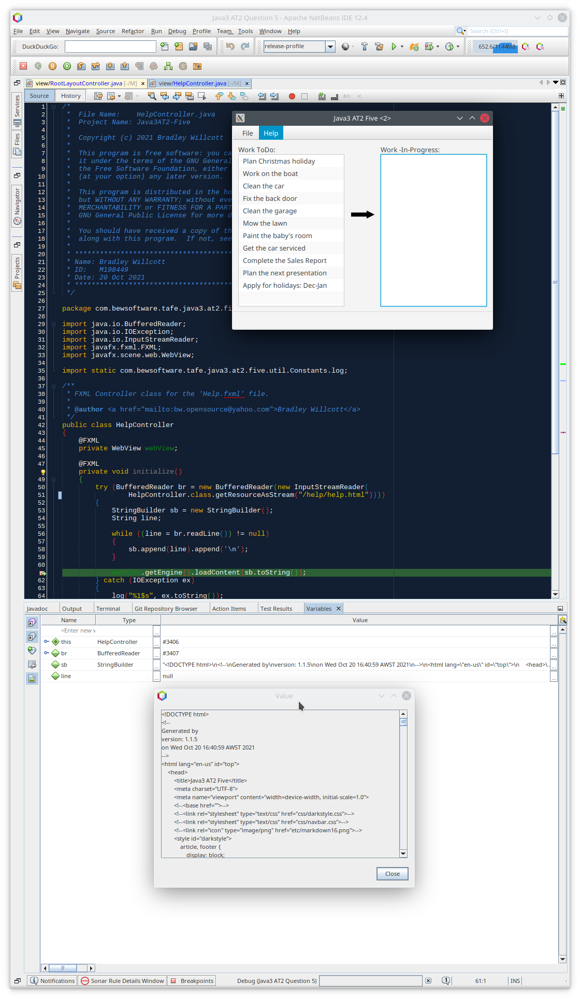 Java3 AT2 Question 5 - Apache NetBeans IDE 12.4
File Edit View Navigate Source Refactor Run Debug Profile Team Tools Window Help
Search (Ctrl+I)
DuckDuckGo:
release-profile
652.6/1144MB
view/RootLayoutController.java [-/M]
view/HelpController.java [-/M]
Source History
Services
Files
Navigator
Projects
1 /*
2 *  File Name:    HelpController.java
3 *  Project Name: Java3AT2-Five
4 *
5 *  Copyright (c) 2021 Bradley Willcott
6 *
7 *  This program is free software: you ca
8 *  it under the terms of the GNU General
9 *  the Free Software Foundation, either
10 *  (at your option) any later version.
11 *
12 *  This program is distributed in the ho
13 *  but WITHOUT ANY WARRANTY; without eve
14 *  MERCHANTABILITY or FITNESS FOR A PART
15 *  GNU General Public License for more d
16 *
17 *  You should have received a copy of th
18 *  along with this program.  If not, see
19 *
20 * **************************************
21 * Name: Bradley Willcott
22 * ID:   M198449
23 * Date: 20 Oct 2021
24 * **************************************
25 */
26
27 package com.bewsoftware.tafe.java3.at2.fi
28
29 import java.io.BufferedReader;
30 import java.io.IOException;
31 import java.io.InputStreamReader;
32 import javafx.fxml.FXML;
33 import javafx.scene.web.WebView;
34
35 import static com.bewsoftware.tafe.java3.at2.five.util.Constants.log;
36
37 /**
38 * FXML Controller class for the 'Help.fxml' file.
39 *
40 * @author <a href="mailto:bw.opensource@yahoo.com">Bradley Willcott</a>
41 */
42 public class HelpController
43 {
44 @FXML
45 private WebView webView;
46
47 @FXML
private void initialize()
49 {
50 try (BufferedReader br = new BufferedReader(new InputStreamReader(
51 HelpController.class.getResourceAsStream("/help/help.html"))))
52 {
53 StringBuilder sb = new StringBuilder();
54 String line;
55
56 while ((line = br.readLine()) != null)
57 {
58 sb.append(line).append('\n');
59 }
60
webView.getEngine().loadContent(sb.toString());
62 } catch (IOException ex)
63 {
64 log("%1$s", ex.toString());
Java3 AT2 Five <2>
File Help
Work ToDo:
Plan Christmas holiday
Work on the boat
Clean the car
Fix the back door
Clean the garage
Mow the lawn
Paint the baby's room
Get the car serviced
Complete the Sales Report
Plan the next presentation
Apply for holidays: Dec-Jan
Work -In-Progress:
Javadoc Output Terminal Git Repository Browser Action Items Test Results Variables
Name Type Value
<Enter new w
this HelpController #3406
br BufferedReader #3407
sb StringBuilder "<!DOCTYPE html>\n<!--\nGenerated by\nversion: 1.1.5\non Wed Oct 20 16:40:59 AWST 2021\n-->\n<html lang=\"en-us\" id=\"top\">\n    <head>\...
line null
Value
<!DOCTYPE html>
<!--
Generated by
version: 1.1.5
on Wed Oct 20 16:40:59 AWST 2021
-->
<html lang="en-us" id="top">
<head>
<title>Java3 AT2 Five</title>
<meta charset="UTF-8">
<meta name="viewport" content="width=device-width, initial-scale=1.0">
<!--<base href="">-->
<!--<link rel="stylesheet" type="text/css" href="css/darkstyle.css">-->
<!--<link rel="stylesheet" type="text/css" href="css/navbar.css">-->
<!--<link rel="icon" type="image/png" href="etc/markdown16.png">-->
<style id="darkstyle">
article, footer {
display: block;
Close
Notifications Sonar Rule Details Window Breakpoints Debug (Java3 AT2 Question 5) 1 61:1 INS